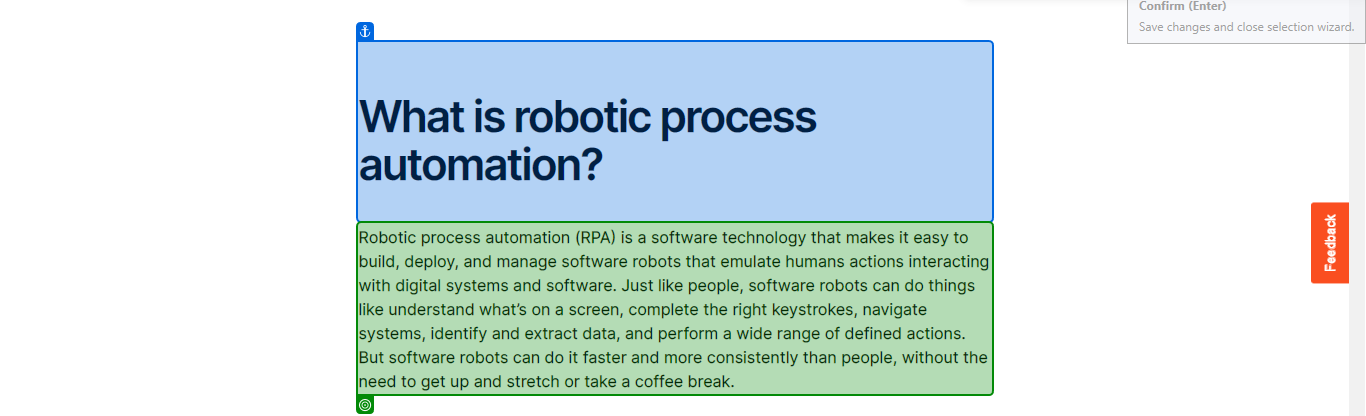 Confirm (Enter)
Save changes and close selection wizard.
What is robotic process
automation?
Feedback
Robotic process automation (RPA) is a software technology that makes it easy to
build, deploy, and manage software robots that emulate humans actions interacting
with digital systems and software. Just like people, software robots can do things
like understand what’s on a screen, complete the right keystrokes, navigate
systems, identify and extract data, and perform a wide range of defined actions.
But software robots can do it faster and more consistently than people, without the
need to get up and stretch or take a coffee break.